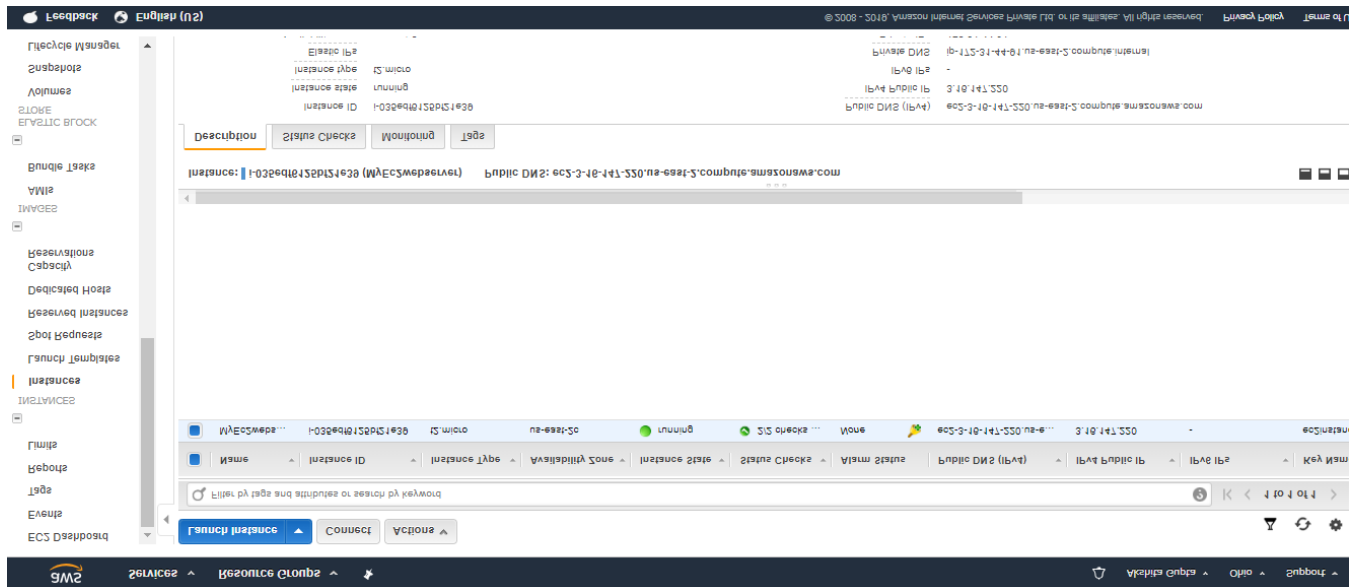 aws Services Resource Groups Akshita Gupta Ohio Support
EC2 Dashboard
Events
Tags
Reports
Limits
INSTANCES
Instances
Launch Templates
Spot Requests
Reserved Instances
Dedicated Hosts
Capacity
Reservations
IMAGES
AMIs
Bundle Tasks
ELASTIC BLOCK
STORE
Volumes
Snapshots
Lifecycle Manager
Launch Instance Connect Actions
Filter by tags and attributes or search by keyword 1 to 1 of 1
Name Instance ID Instance Type Availability Zone Instance State Status Checks Alarm Status Public DNS (IPv4) IPv4 Public IP IPv6 IPs Key Nam
MyEc2webs... i-035edf6125bf21e39 t2.micro us-east-2c running 2/2 checks ... None ec2-3-16-147-220.us-e... 3.16.147.220 - ec2instan
Instance: i-035edf6125bf21e39 (MyEc2webserver) Public DNS: ec2-3-16-147-220.us-east-2.compute.amazonaws.com
Description Status Checks Monitoring Tags
Instance ID i-035edf6125bf21e39 Public DNS (IPv4) ec2-3-16-147-220.us-east-2.compute.amazonaws.com
Instance state running IPv4 Public IP 3.16.147.220
Instance type t2.micro IPv6 IPs -
Elastic IPs Private DNS ip-172-31-44-91.us-east-2.compute.internal
Feedback English (US) © 2008 - 2019, Amazon Internet Services Private Ltd. or its affiliates. All rights reserved. Privacy Policy Terms of U